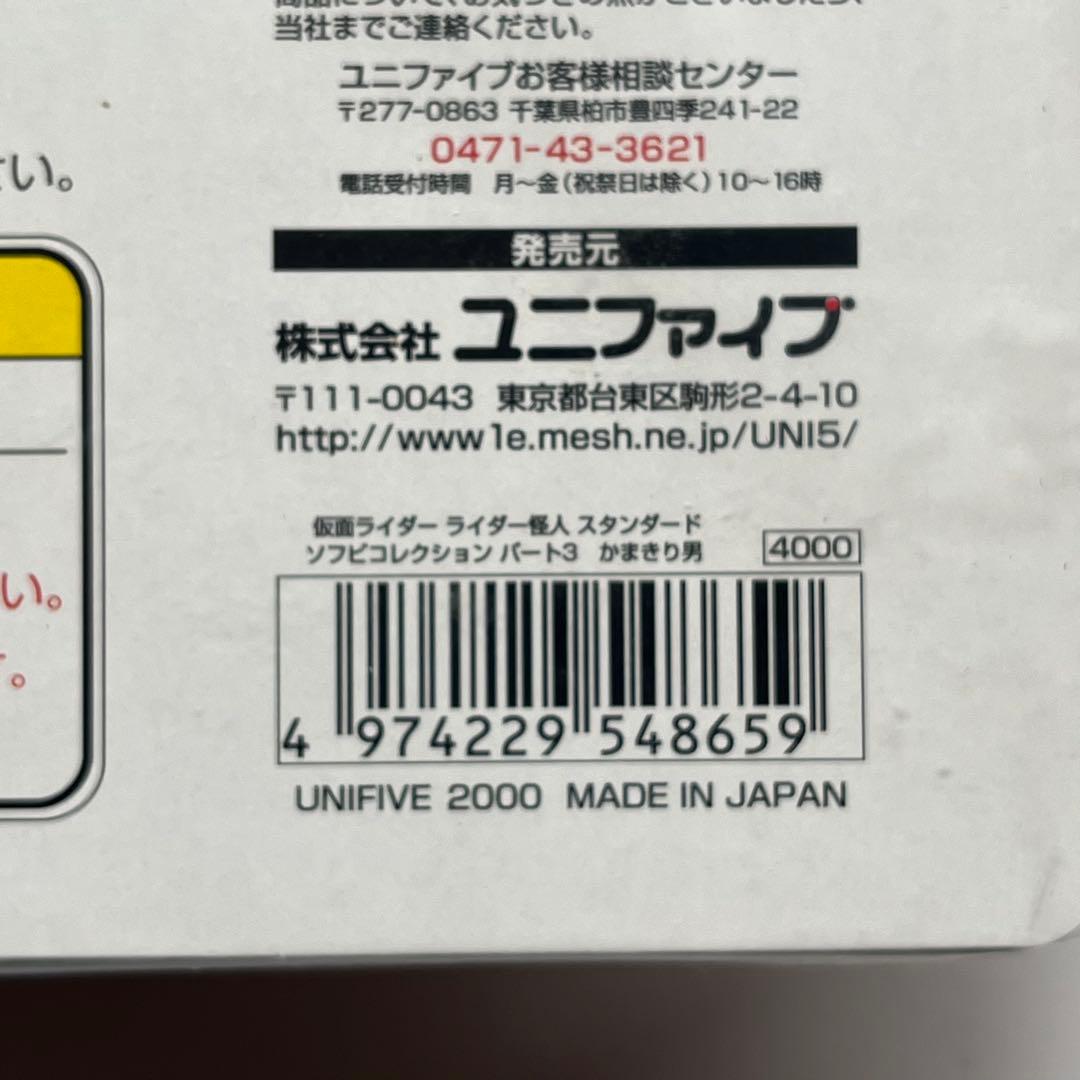 当社までご連絡ください。
ユニファイブお客様相談センター
〒277-0863 千葉県柏市豊四季241-22
0471-43-3621
電話受付時間 月～金（祝祭日は除く）10～16時
さい。
発売元
株式会社 ユニファイブ
〒111-0043 東京都台東区駒形2-4-10
http://www1e.mesh.ne.jp/UNI5/
仮面ライダー ライダー怪人 スタンダード
ソフビコレクション パート3 かまきり男
4000
い。
す。
4 974229 548659
UNIFIVE 2000 MADE IN JAPAN